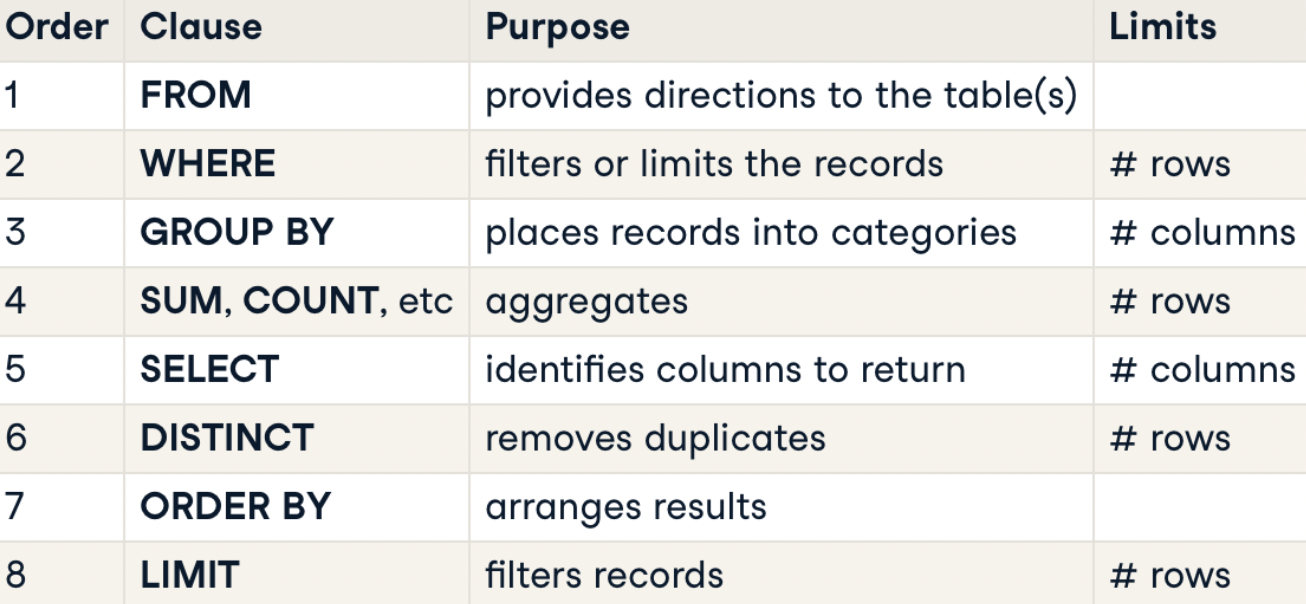 Order Clause Purpose Limits
1 FROM provides directions to the table(s)
2 WHERE filters or limits the records # rows
3 GROUP BY places records into categories # columns
4 SUM, COUNT, etc aggregates # rows
5 SELECT identifies columns to return # columns
6 DISTINCT removes duplicates # rows
7 ORDER BY arranges results
8 LIMIT filters records # rows